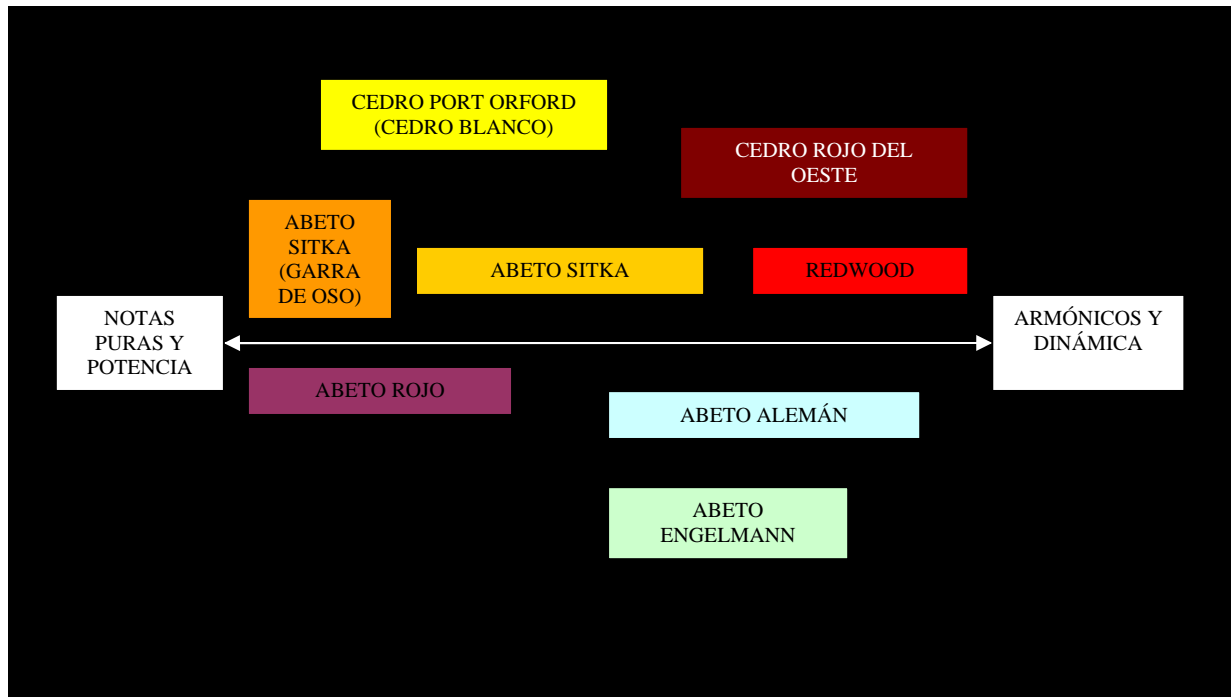 CEDRO PORT ORFORD
(CEDRO BLANCO)
CEDRO ROJO DEL
OESTE
ABETO
SITKA
(GARRA
DE OSO)
ABETO SITKA
REDWOOD
NOTAS
PURAS Y
POTENCIA
ARMÓNICOS Y
DINÁMICA
ABETO ROJO
ABETO ALEMÁN
ABETO
ENGELMANN